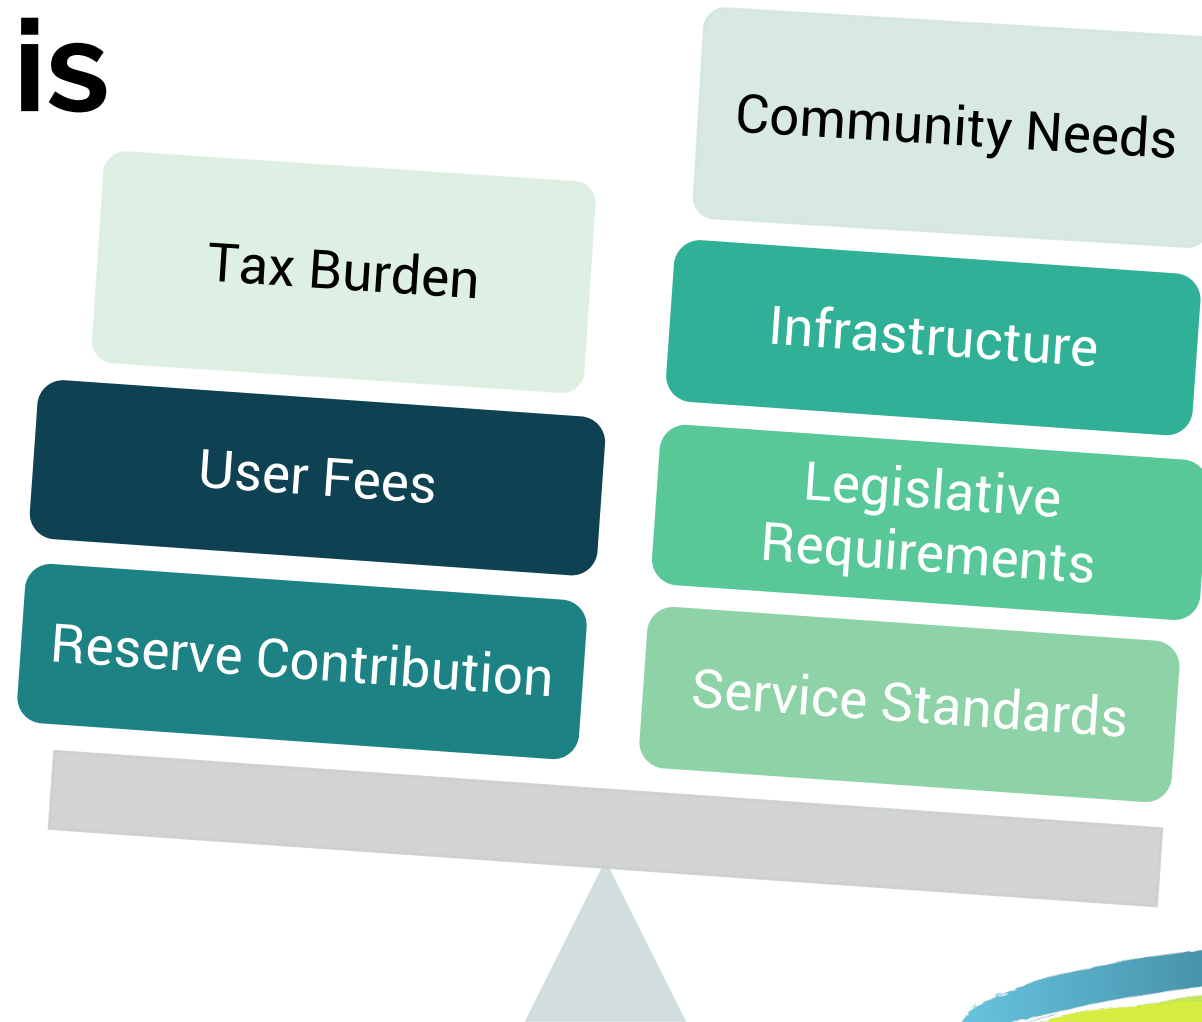 is
Tax Burden
User Fees
Reserve Contribution
Community Needs
Infrastructure
Legislative
Requirements
Service Standards